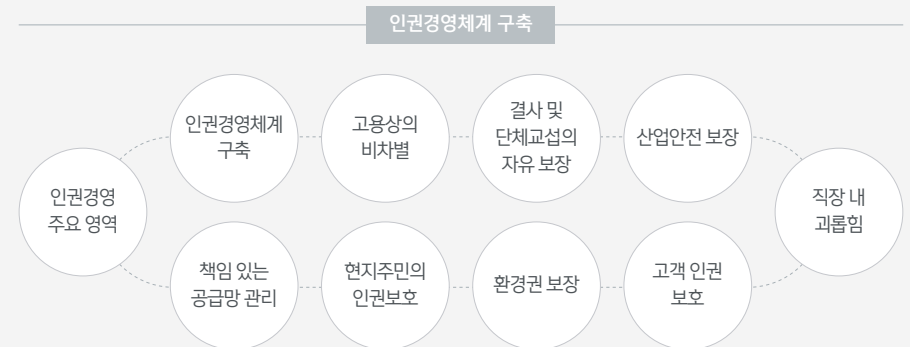 인권경영체계 구축
인권경영
주요 영역
인권경영체계
구축
고용상의
비차별
결사 및
단체교섭의
자유 보장
산업안전 보장
직장 내
괴롭힘
책임 있는
공급망 관리
현지주민의
인권보호
환경권 보장
고객 인권
보호